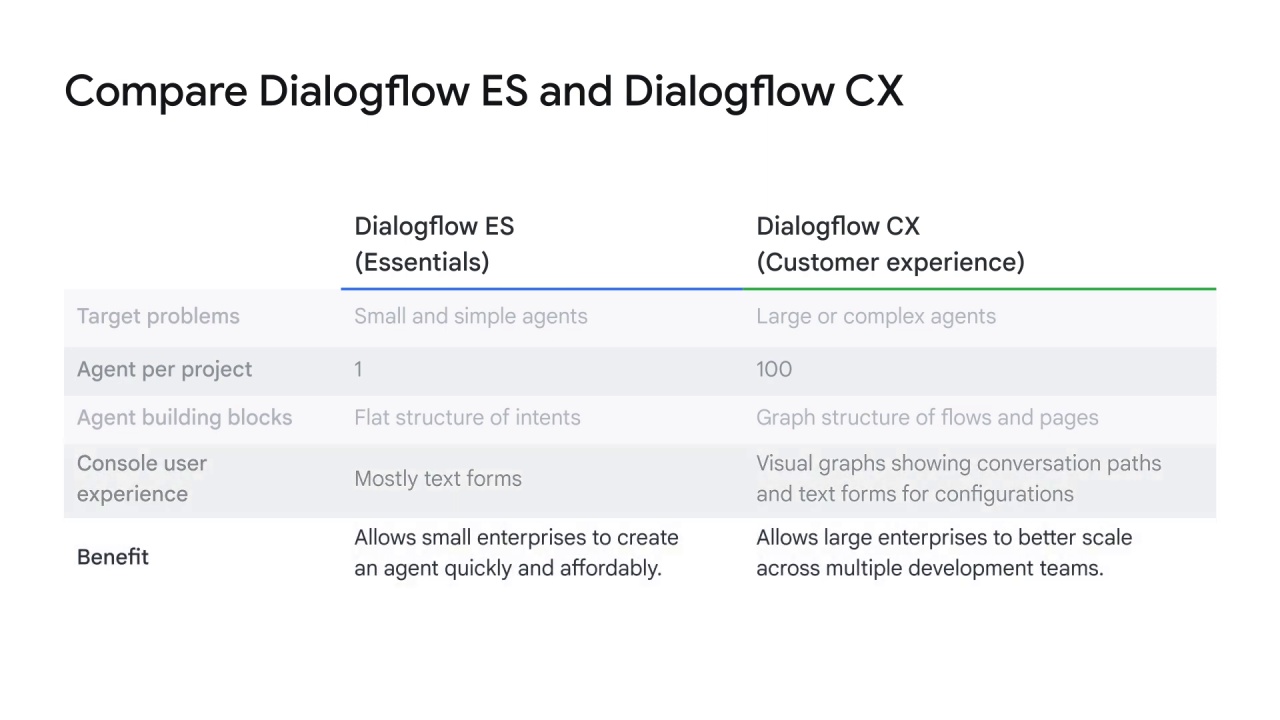 Compare Dialogflow ES and Dialogflow CX
Dialogflow ES
(Essentials)
Dialogflow CX
(Customer experience)
Target problems
Small and simple agents
Large or complex agents
Agent per project
1
100
Agent building blocks
Flat structure of intents
Graph structure of flows and pages
Console user
experience
Mostly text forms
Visual graphs showing conversation paths
and text forms for configurations
Benefit
Allows small enterprises to create
an agent quickly and affordably.
Allows large enterprises to better scale
across multiple development teams.